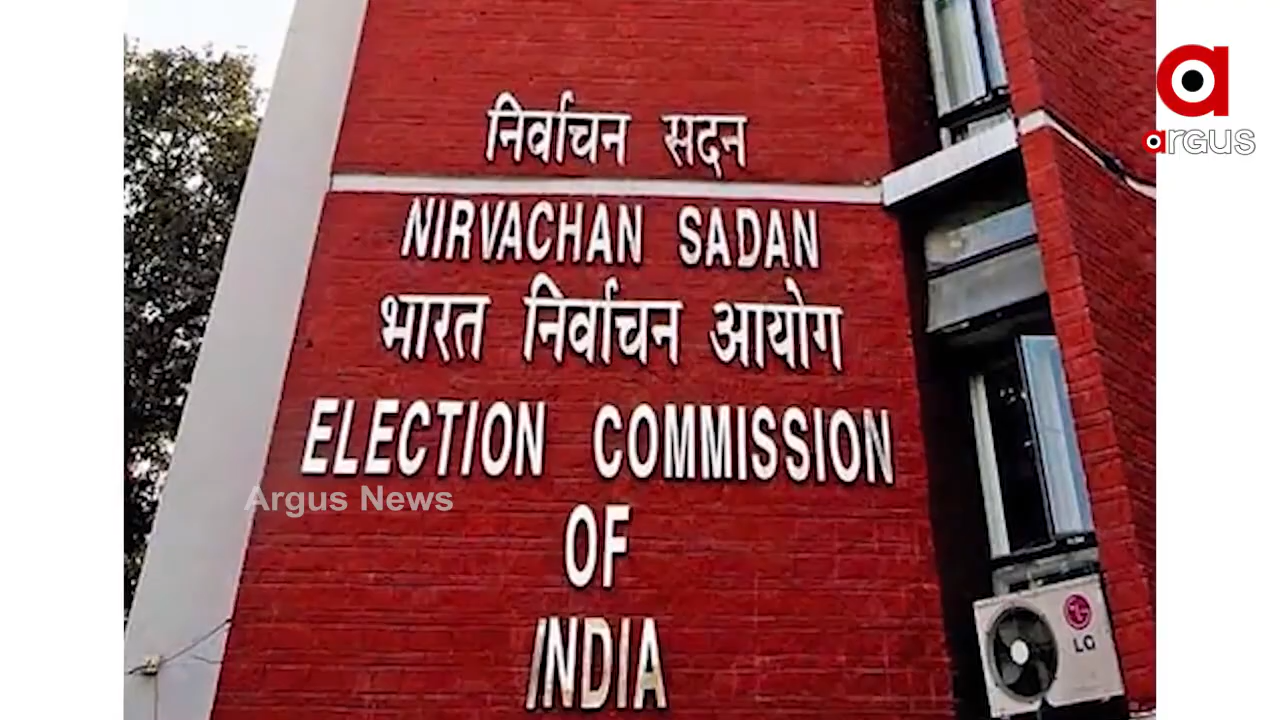 निर्वाचन सदन
NIRVACHAN SADAN
भारत निर्वाचन आयोग
ELECTION COMMISSION
OF
INDIA
Argus News
a
argus
LG